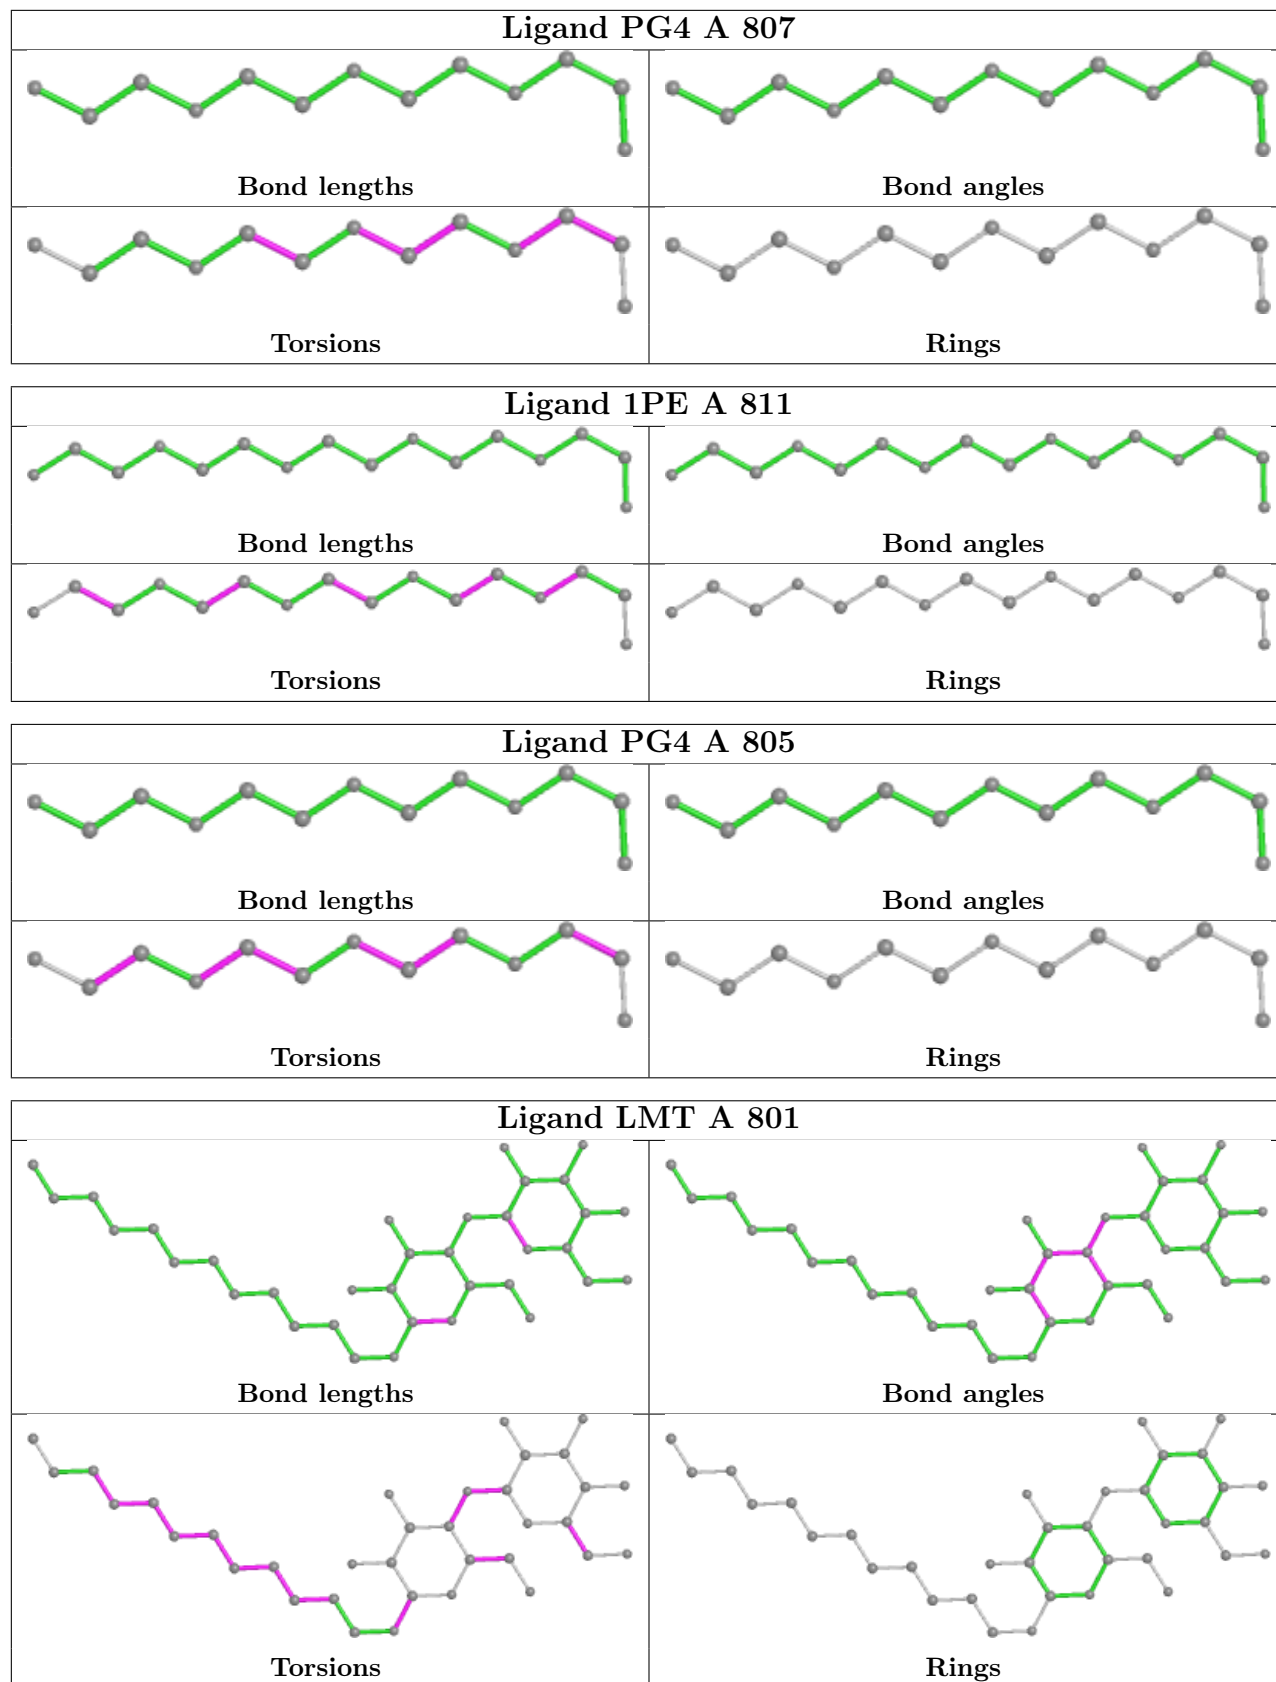 Ligand PG4 A 807
Bond lengths
Bond angles
Torsions
Rings
Ligand 1PE A 811
Bond lengths
Bond angles
Torsions
Rings
Ligand PG4 A 805
Bond lengths
Bond angles
Torsions
Rings
Ligand LMT A 801
Bond lengths
Bond angles
Torsions
Rings